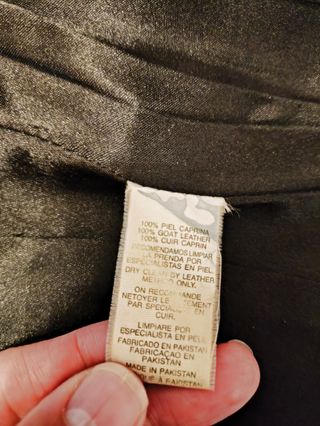 100% PIEL CAPRINA
100% GOAT LEATHER
100% CUIR CAPRIN
RECOMENDAMOS LIMPIAR
LA PRENDA POR
ESPECIALISTAS EN PIEL.
DRY CLEAN BY LEATHER
METHOD ONLY.
ON RECOMMANDE
NETOYER LE
PAR SPECIALISTE EN
CUIR.
LIMPIARE POR
ESPECIALISTA EN PELL
FABRICADO EN PAKISTAN
FABRICAÇAO EN
PAKISTAN
MADE IN PAKISTAN
À PAKISTAN